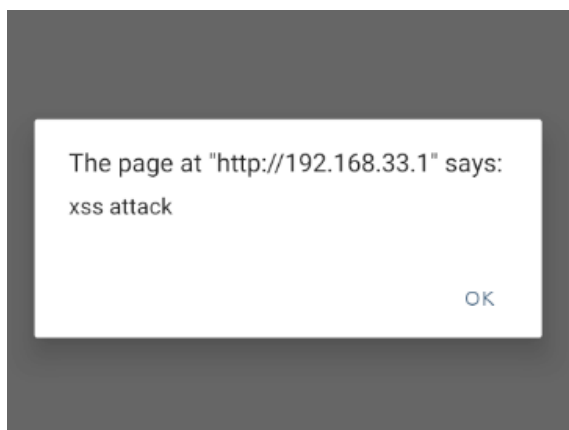 The page at "http://192.168.33.1" says:
xss attack
OK